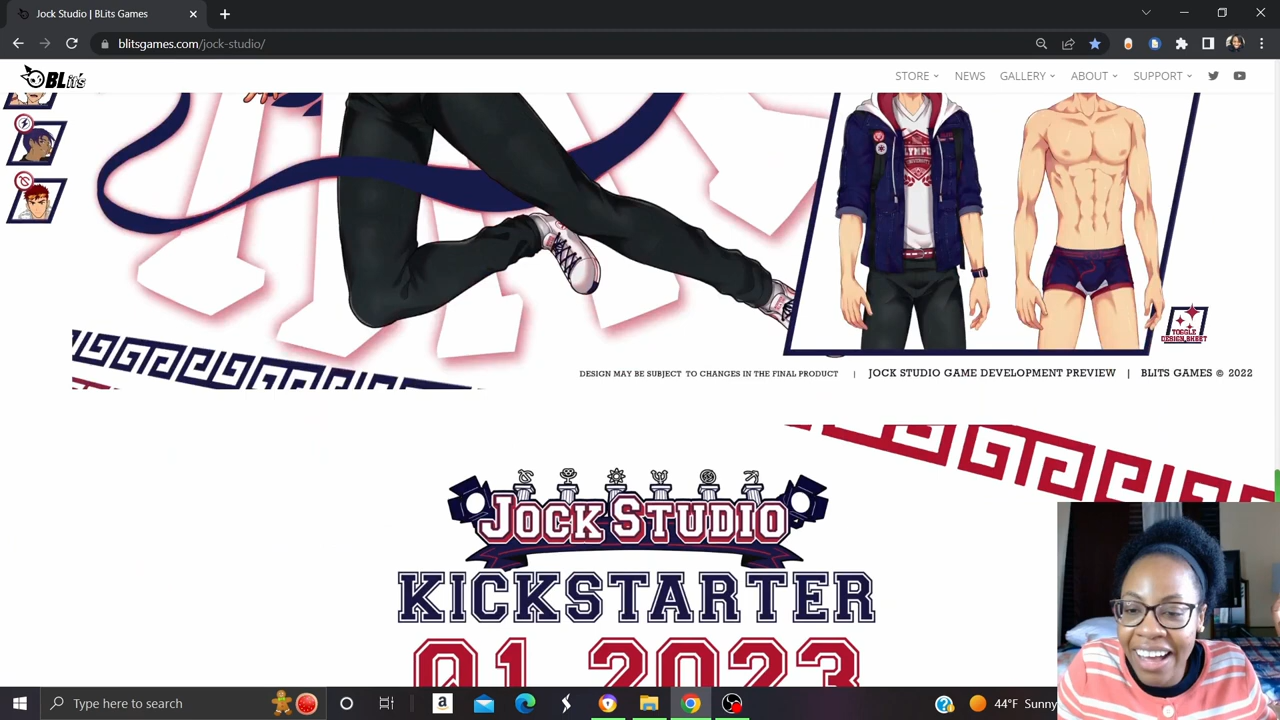 Jock Studio | BLits Games
blitsgames.com/jock-studio/
BLits
STORE NEWS GALLERY ABOUT SUPPORT
OLYMPUS
TOGGLE
DESIGN SHEET
DESIGN MAY BE SUBJECT TO CHANGES IN THE FINAL PRODUCT | JOCK STUDIO GAME DEVELOPMENT PREVIEW | BLITS GAMES © 2022
JOCK STUDIO
KICKSTARTER
Q1 2023
Type here to search
44°F Sunny